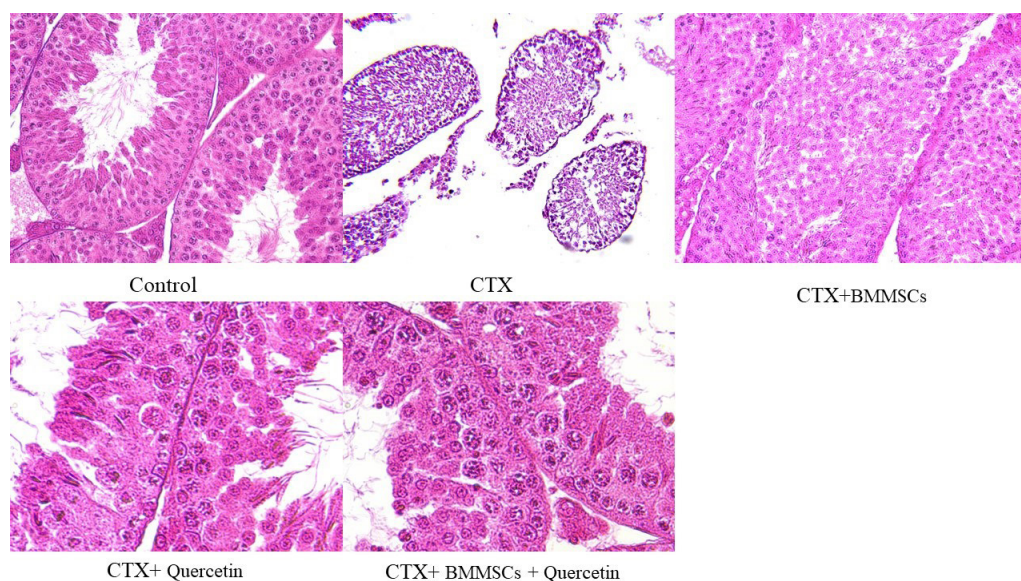 Control
CTX
CTX+BMMSCs
CTX+ Quercetin
CTX+ BMMSCs + Quercetin